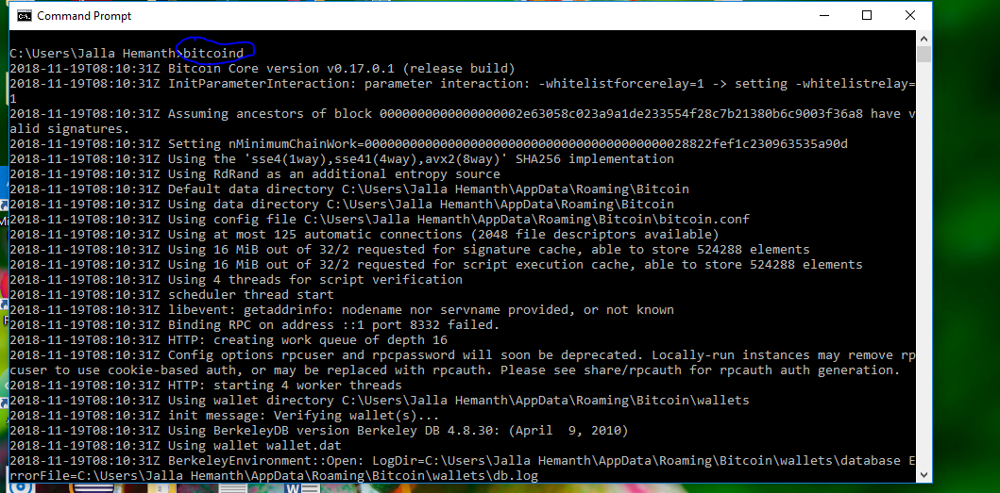 Command Prompt
C:\Users\Jalla Hemanth>bitcoind
2018-11-19T08:10:31Z Bitcoin Core version v0.17.0.1 (release build)
2018-11-19T08:10:31Z InitParameterInteraction: parameter interaction: -whitelistforcerelay=1 -> setting -whitelistrelay=
1
2018-11-19T08:10:31Z Assuming ancestors of block 0000000000000000002e63058c023a9a1de233554f28c7b21380b6c9003f36a8 have v
alid signatures.
2018-11-19T08:10:31Z Setting nMinimumChainWork=0000000000000000000000000000000000000000028822fef1c230963535a90d
2018-11-19T08:10:31Z Using the 'sse4(1way),sse41(4way),avx2(8way)' SHA256 implementation
2018-11-19T08:10:31Z Using RdRand as an additional entropy source
2018-11-19T08:10:31Z Default data directory C:\Users\Jalla Hemanth\AppData\Roaming\Bitcoin
2018-11-19T08:10:31Z Using data directory C:\Users\Jalla Hemanth\AppData\Roaming\Bitcoin
2018-11-19T08:10:31Z Using config file C:\Users\Jalla Hemanth\AppData\Roaming\Bitcoin\bitcoin.conf
2018-11-19T08:10:31Z Using at most 125 automatic connections (2048 file descriptors available)
2018-11-19T08:10:31Z Using 16 MiB out of 32/2 requested for signature cache, able to store 524288 elements
2018-11-19T08:10:31Z Using 16 MiB out of 32/2 requested for script execution cache, able to store 524288 elements
2018-11-19T08:10:31Z Using 4 threads for script verification
2018-11-19T08:10:31Z scheduler thread start
2018-11-19T08:10:31Z libevent: getaddrinfo: nodename nor servname provided, or not known
2018-11-19T08:10:31Z Binding RPC on address ::1 port 8332 failed.
2018-11-19T08:10:31Z HTTP: creating work queue of depth 16
2018-11-19T08:10:31Z Config options rpcuser and rpcpassword will soon be deprecated. Locally-run instances may remove rp
cuser to use cookie-based auth, or may be replaced with rpcauth. Please see share/rpcauth for rpcauth auth generation.
2018-11-19T08:10:31Z HTTP: starting 4 worker threads
2018-11-19T08:10:31Z Using wallet directory C:\Users\Jalla Hemanth\AppData\Roaming\Bitcoin\wallets
2018-11-19T08:10:31Z init message: Verifying wallet(s)...
2018-11-19T08:10:31Z Using BerkeleyDB version Berkeley DB 4.8.30: (April  9, 2010)
2018-11-19T08:10:31Z Using wallet wallet.dat
2018-11-19T08:10:31Z BerkeleyEnvironment::Open: LogDir=C:\Users\Jalla Hemanth\AppData\Roaming\Bitcoin\wallets\database E
rrorFile=C:\Users\Jalla Hemanth\AppData\Roaming\Bitcoin\wallets\db.log